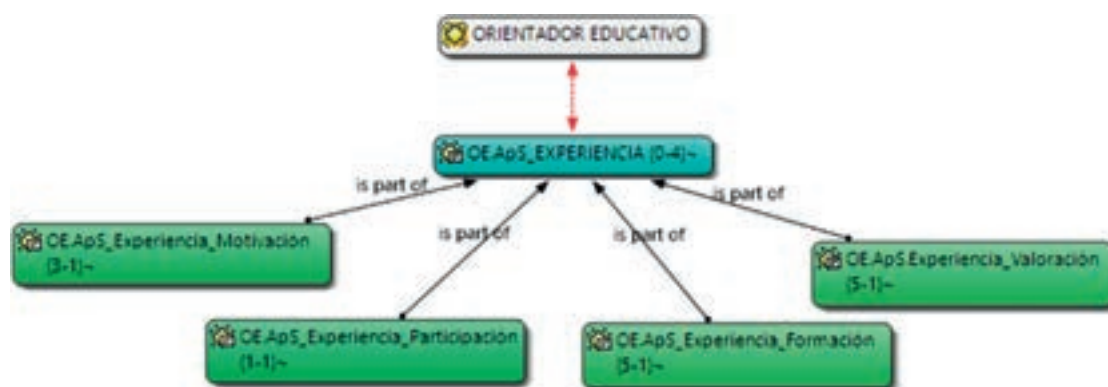 ORIENTADOR EDUCATIVO
OE.ApS_EXPERIENCIA {0-4}~
is part of
is part of
is part of
is part of
OE.ApS_Experiencia_Motivación
{3-1}~
OE.ApS.Experiencia_Valoración
{5-1}~
OE.ApS_Experiencia_Participación
{1-1}~
OE.ApS_Experiencia_Formación
{5-1}~